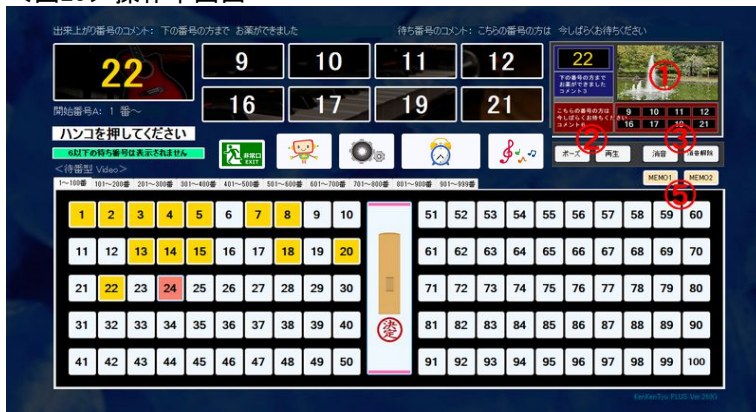 出来上がり番号のコメント: 下の番号の方まで お薬ができました
待ち番号のコメント: こちらの番号の方は 今しばらくお待ちください
22
9 10 11 12
16 17 19 21
開始番号A: 1 番~
ハンコを押してください
6以下の待ち番号は表示されません
<待番型 Video>
非常口
EXIT
22
下の番号の方まで
お薬ができました
コメント3
こちらの番号の方は
今しばらくお待ちください
コメント6
9 10 11 12
16 17 19 21
① ② ③ ⑤
ポーズ 再生 消音 消音解除
MEMO1 MEMO2
1~100番 101~200番 201~300番 301~400番 401~500番 501~600番 601~700番 701~800番 801~900番 901~999番
1 2 3 4 5 6 7 8 9 10 51 52 53 54 55 56 57 58 59 60
11 12 13 14 15 16 17 18 19 20 61 62 63 64 65 66 67 68 69 70
21 22 23 24 25 26 27 28 29 30 71 72 73 74 75 76 77 78 79 80
31 32 33 34 35 36 37 38 39 40 81 82 83 84 85 86 87 88 89 90
決定
41 42 43 44 45 46 47 48 49 50 91 92 93 94 95 96 97 98 99 100